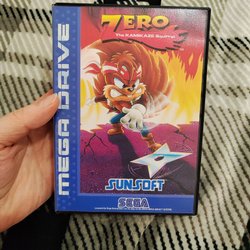 ZERO
The KAMIKAZE Squirrel
MEGA DRIVE
SUNSOFT
SEGA